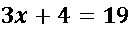 3x + 4 = 19